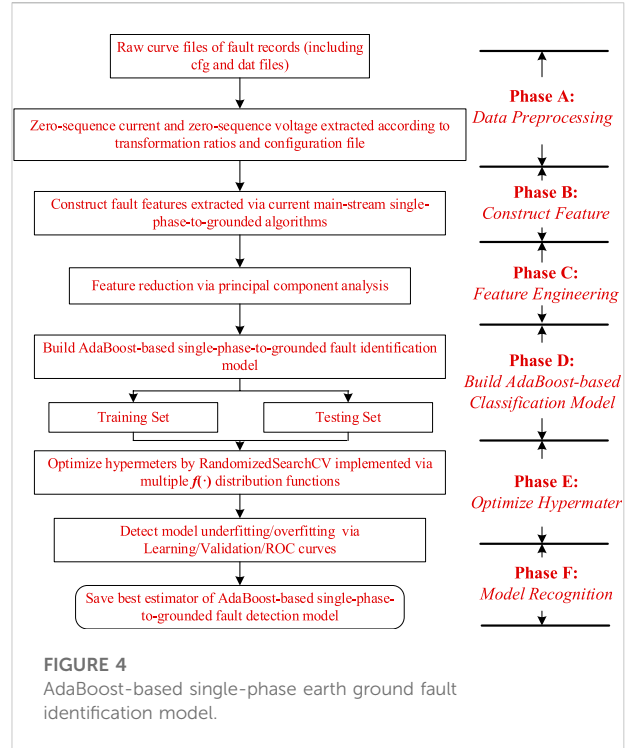 Raw curve files of fault records (including
cfg and dat files)
Zero-sequence current and zero-sequence voltage extracted according to
transformation ratios and configuration file
Construct fault features extracted via current main-stream single-
phase-to-grounded algorithms
Feature reduction via principal component analysis
Build AdaBoost-based single-phase-to-grounded fault identification
model
Training Set
Testing Set
Optimize hypermeters by RandomizedSearchCV implemented via
multiple f(·) distribution functions
Detect model underfitting/overfitting via
Learning/Validation/ROC curves
Save best estimator of AdaBoost-based single-phase-
to-grounded fault detection model
Phase A:
Data Preprocessing
Phase B:
Construct Feature
Phase C:
Feature Engineering
Phase D:
Build AdaBoost-based
Classification Model
Phase E:
Optimize Hypermater
Phase F:
Model Recognition
FIGURE 4
AdaBoost-based single-phase earth ground fault
identification model.